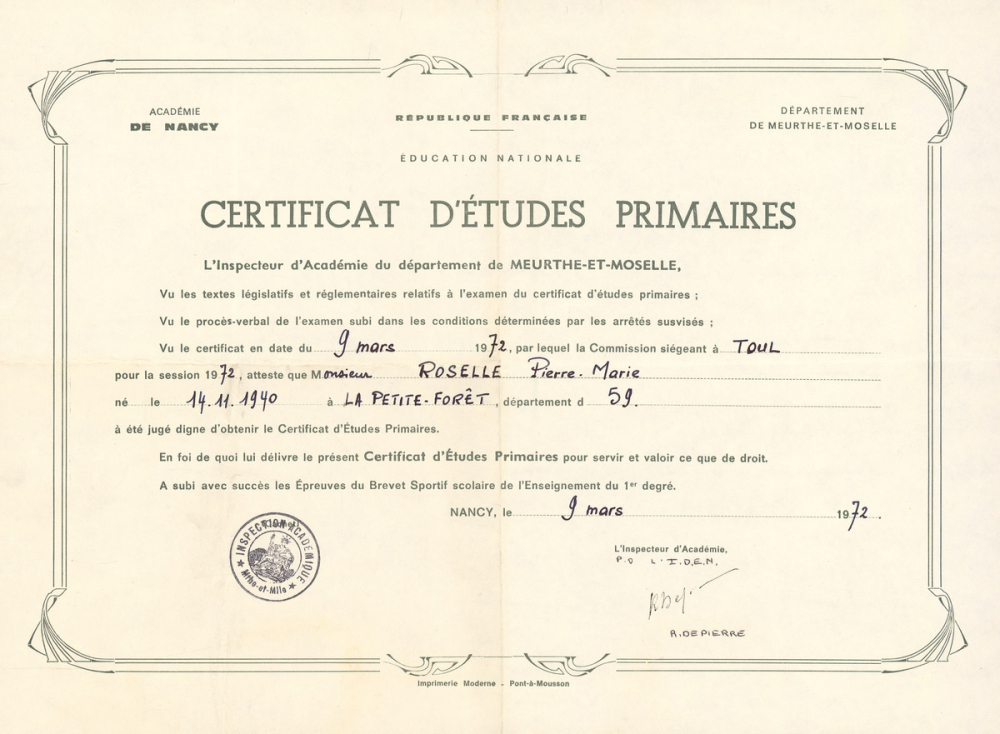 ACADÉMIE
DE NANCY
RÉPUBLIQUE FRANÇAISE
DÉPARTEMENT
DE MEURTHE-ET-MOSELLE
ÉDUCATION NATIONALE
CERTIFICAT D'ÉTUDES PRIMAIRES
L'Inspecteur d'Académie du département de MEURTHE-ET-MOSELLE,
Vu les textes législatifs et réglementaires relatifs à l'examen du certificat d'études primaires ;
Vu le procès-verbal de l'examen subi dans les conditions déterminées par les arrêtés susvisés ;
Vu le certificat en date du 9 mars 1972, par lequel la Commission siégeant à TOUL
pour la session 1972, atteste que Monsieur ROSELLE Pierre-Marie
né le 14.11.1940 à LA PETITE-FORÊT, département d 59.
à été jugé digne d'obtenir le Certificat d'Études Primaires.
En foi de quoi lui délivre le présent Certificat d'Études Primaires pour servir et valoir ce que de droit.
A subi avec succès les Épreuves du Brevet Sportif scolaire de l'Enseignement du 1er degré.
NANCY, le 9 mars 1972.
L'Inspecteur d'Académie,
P.O L'I.D.E.N.
R.DEPIERRE
INSPECTION ACADÉMIQUE
Mthe-et-Mlle
Imprimerie Moderne - Pont-à-Mousson